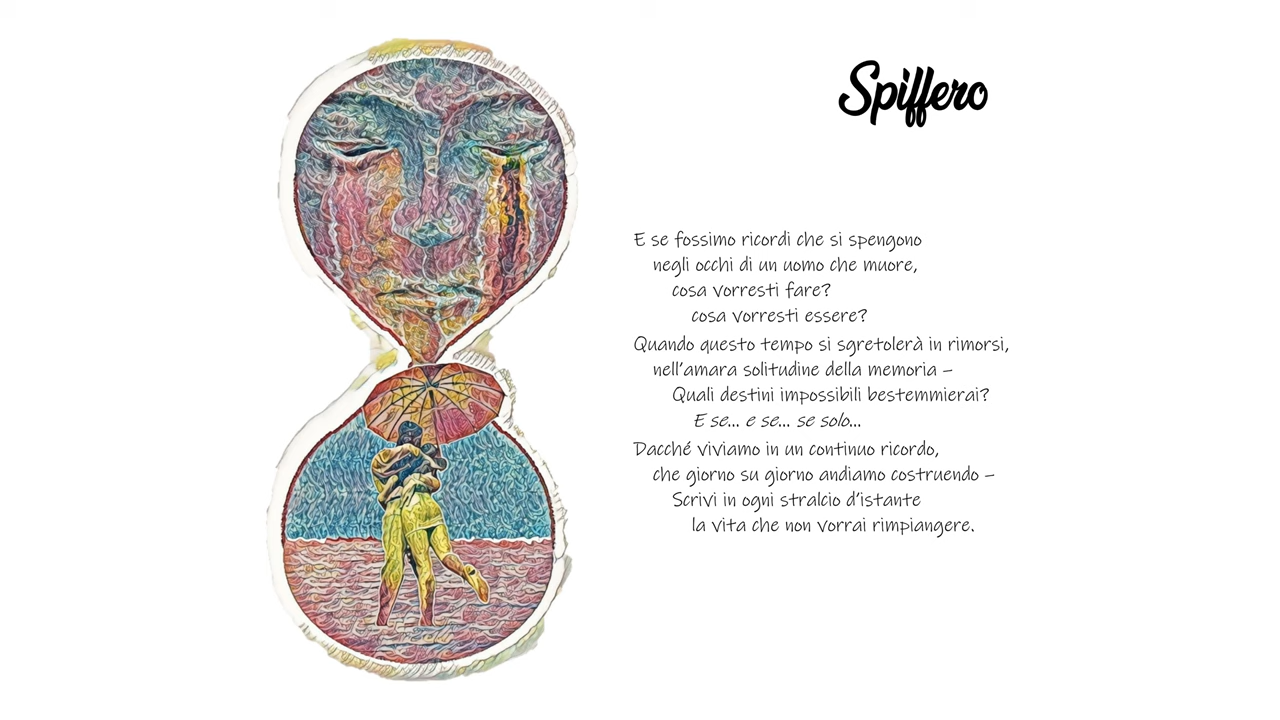 Spiffero
E se fossimo ricordi che si spengono
negli occhi di un uomo che muore,
cosa vorresti fare?
cosa vorresti essere?
Quando questo tempo si sgretolerà in rimorsi,
nell'amara solitudine della memoria –
Quali destini impossibili bestemmierai?
E se... e se... se solo...
Dacché viviamo in un continuo ricordo,
che giorno su giorno andiamo costruendo –
Scrivi in ogni stralcio d'istante
la vita che non vorrai rimpiangere.